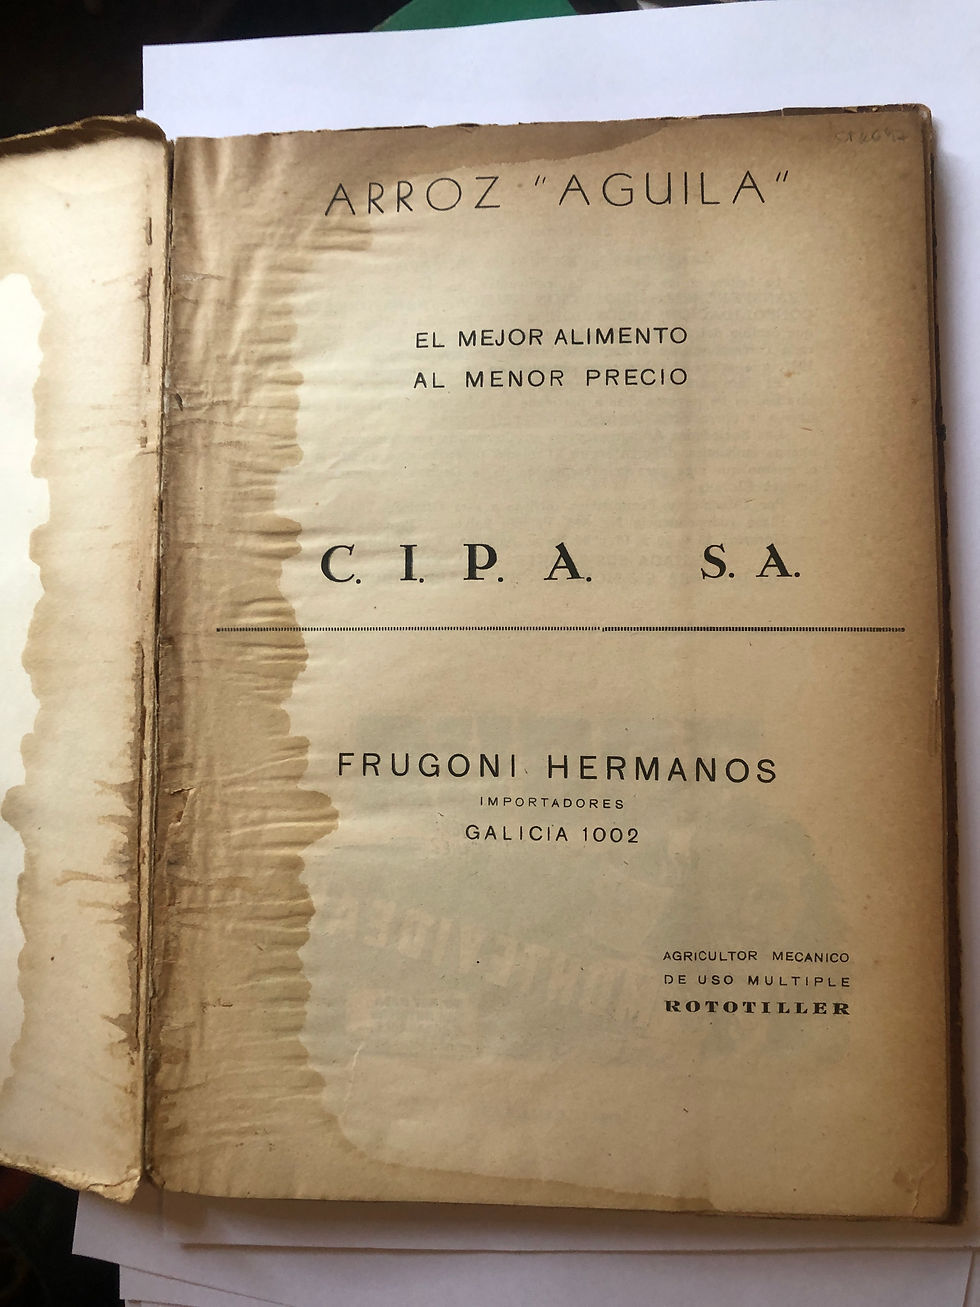 ARROZ "AGUILA"
EL MEJOR ALIMENTO
AL MENOR PRECIO
C. I. P. A. S. A.
FRUGONI HERMANOS
IMPORTADORES
GALICIA 1002
AGRICULTOR MECANICO
DE USO MULTIPLE
ROTOTILLER